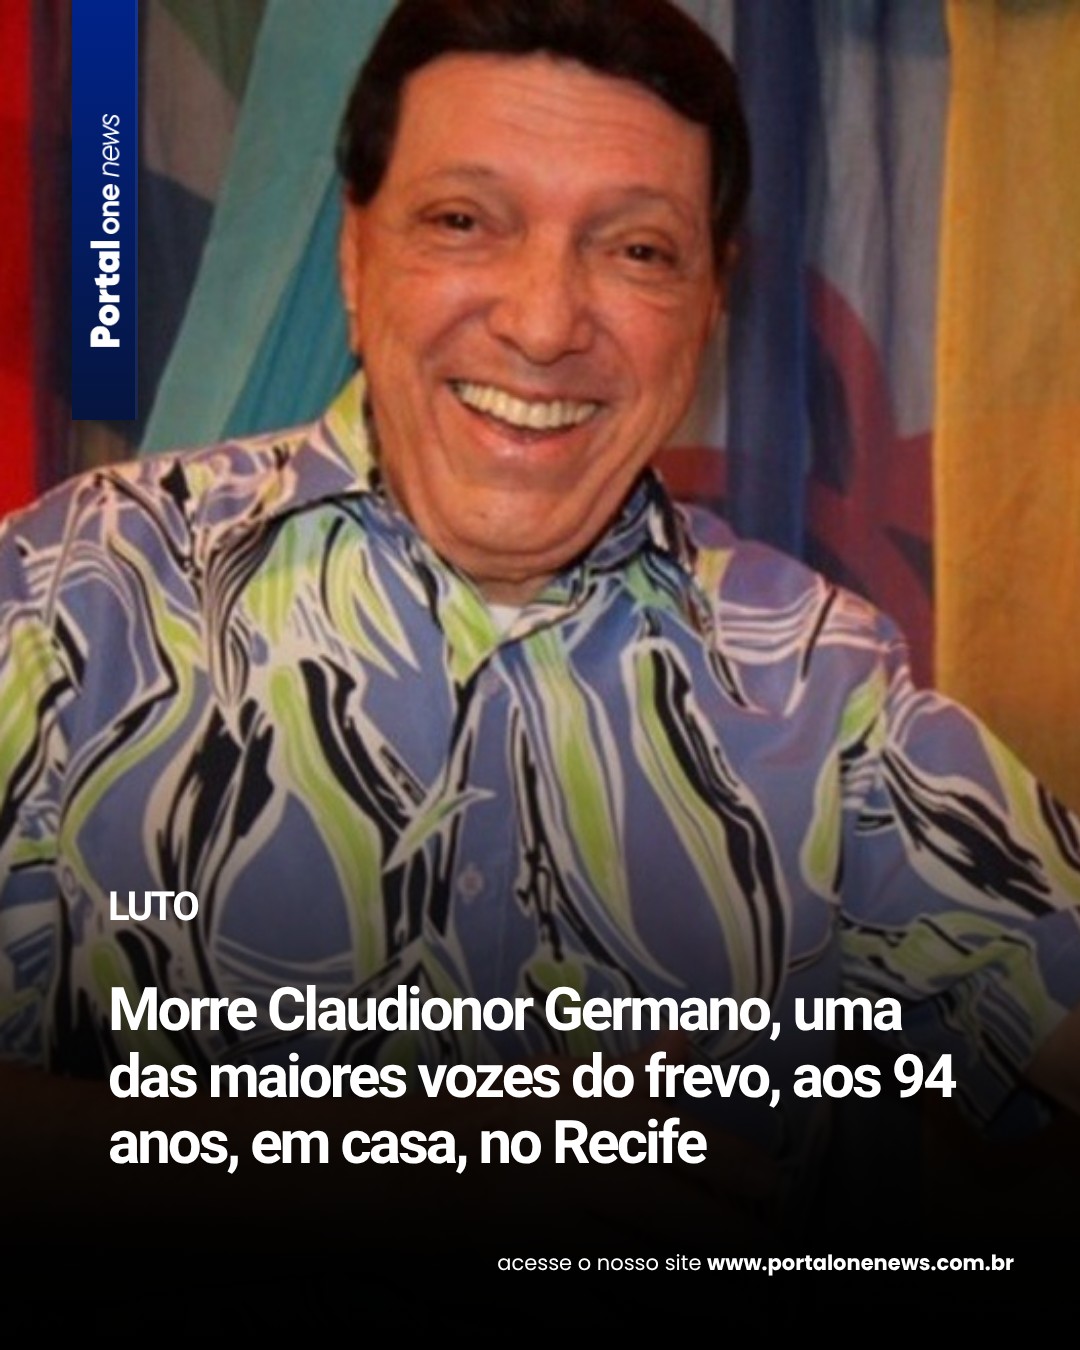 Portal one news
LUTO
Morre Claudionor Germano, uma
das maiores vozes do frevo, aos 94
anos, em casa, no Recife
acesse o nosso site www.portalonenews.com.br